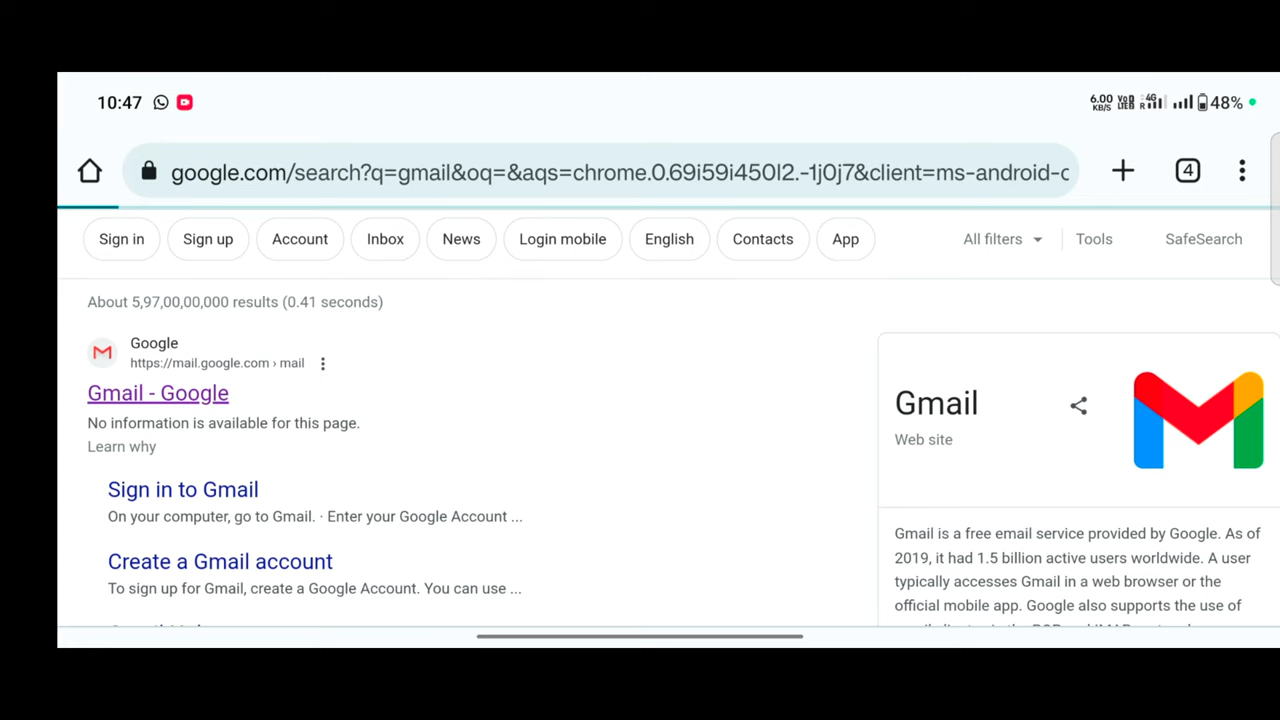 10:47
6.00 KB/S VoD LTED 4G R 48%
google.com/search?q=gmail&oq=&aqs=chrome.0.69i59i450l2.-1j0j7&client=ms-android-c
4
Sign in Sign up Account Inbox News Login mobile English Contacts App All filters Tools SafeSearch
About 5,97,00,00,000 results (0.41 seconds)
Google
https://mail.google.com › mail
Gmail - Google
No information is available for this page.
Learn why
Sign in to Gmail
On your computer, go to Gmail. · Enter your Google Account ...
Create a Gmail account
To sign up for Gmail, create a Google Account. You can use ...
Gmail
Web site
Gmail is a free email service provided by Google. As of
2019, it had 1.5 billion active users worldwide. A user
typically accesses Gmail in a web browser or the
official mobile app. Google also supports the use of